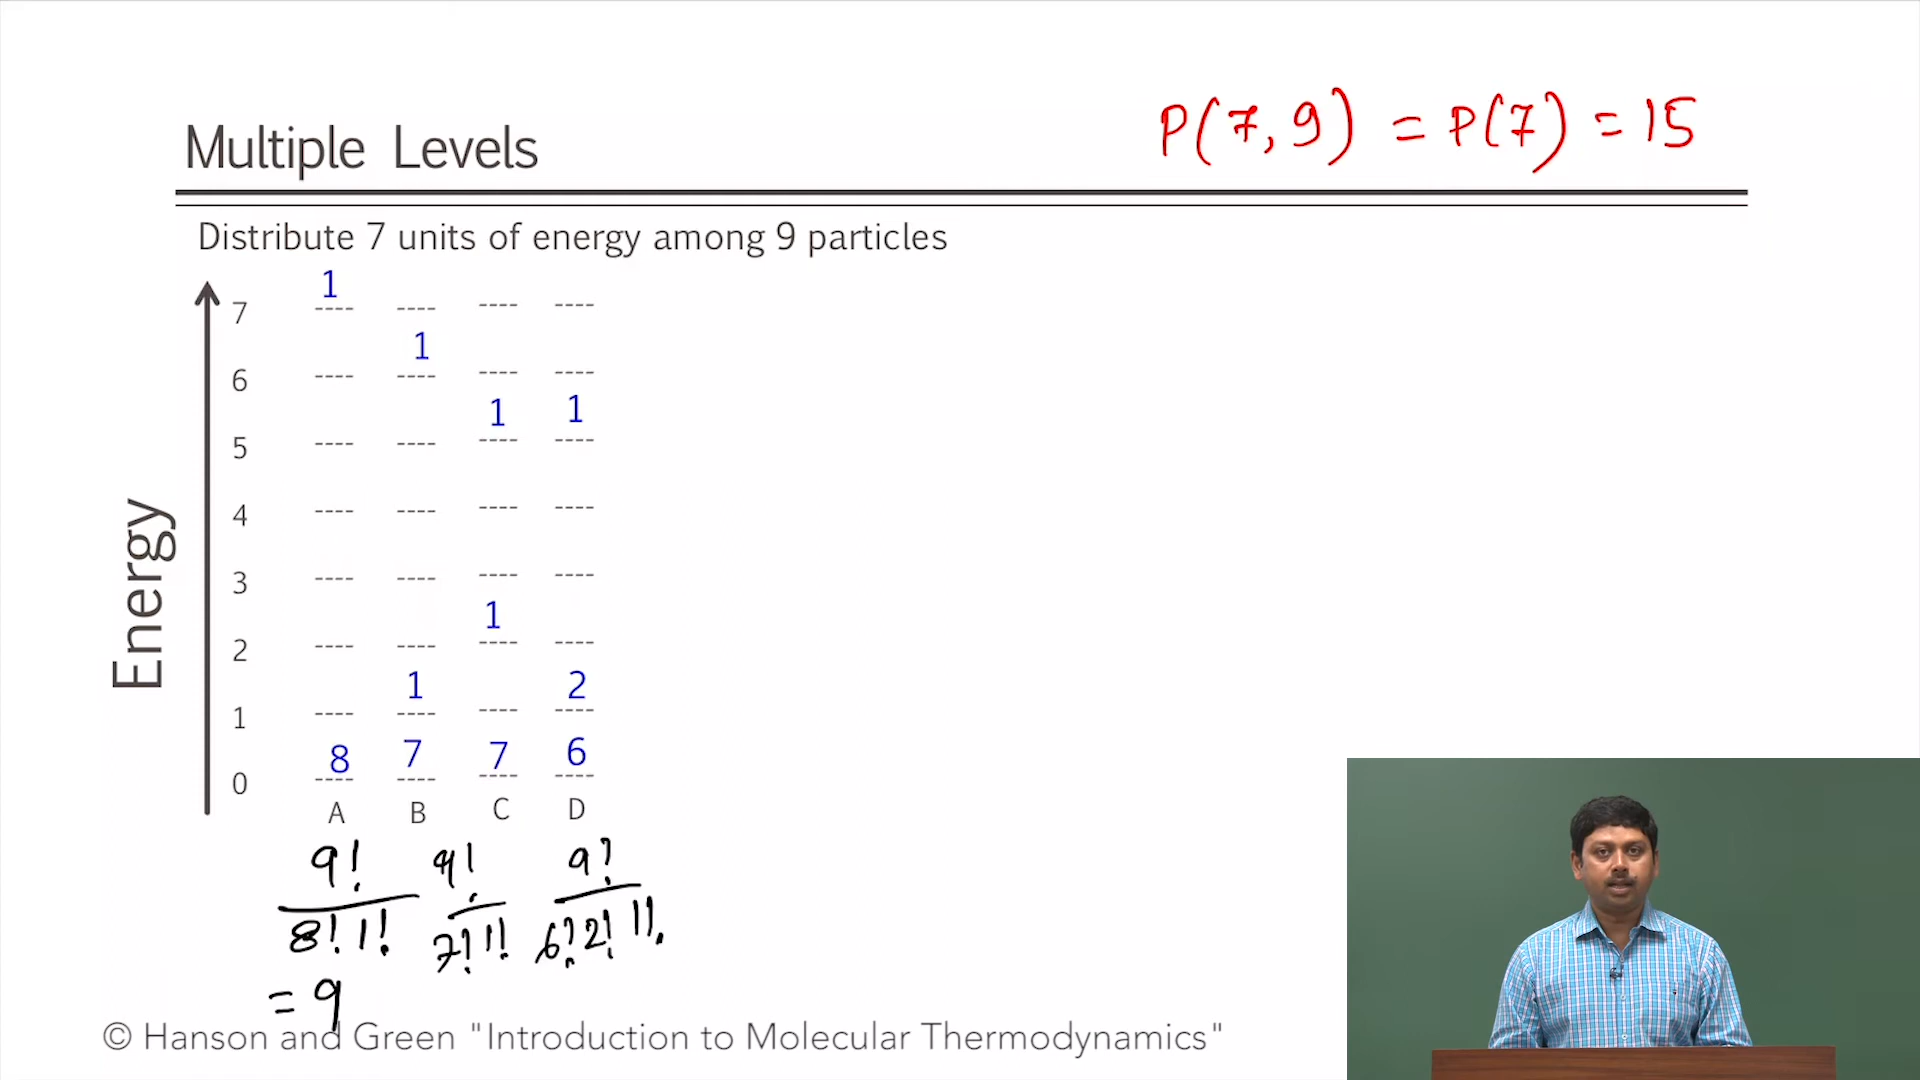 P(7,9) = P(7) = 15
Multiple Levels
Distribute 7 units of energy among 9 particles
Energy
1
7 ---- ---- ---- ----
1
6 ---- ---- ---- ----
1 1
5 ---- ---- ---- ----
4 ---- ---- ---- ----
3 ---- ---- ---- ----
1
2 ---- ---- ---- ----
1 2
1 ---- ---- ---- ----
8 7 7 6
0 ---- ---- ---- ----
A B C D
9! 9! 9!
8! 1! 7! 1! 6! 2! 1!
= 9
© Hanson and Green "Introduction to Molecular Thermodynamics"